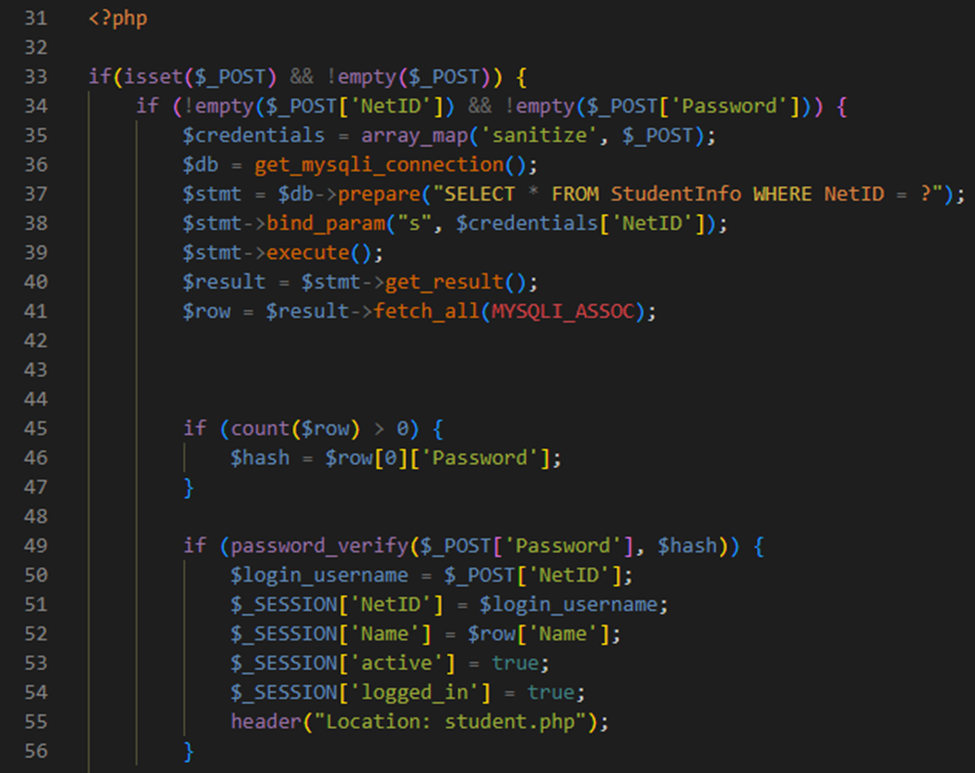 31 <?php
32
33 if(isset($_POST) && !empty($_POST)) {
34     if (!empty($_POST['NetID']) && !empty($_POST['Password'])) {
35         $credentials = array_map('sanitize', $_POST);
36         $db = get_mysqli_connection();
37         $stmt = $db->prepare("SELECT * FROM StudentInfo WHERE NetID = ?");
38         $stmt->bind_param("s", $credentials['NetID']);
39         $stmt->execute();
40         $result = $stmt->get_result();
41         $row = $result->fetch_all(MYSQLI_ASSOC);
42
43
44
45         if (count($row) > 0) {
46             $hash = $row[0]['Password'];
47         }
48
49         if (password_verify($_POST['Password'], $hash)) {
50             $login_username = $_POST['NetID'];
51             $_SESSION['NetID'] = $login_username;
52             $_SESSION['Name'] = $row['Name'];
53             $_SESSION['active'] = true;
54             $_SESSION['logged_in'] = true;
55             header("Location: student.php");
56         }